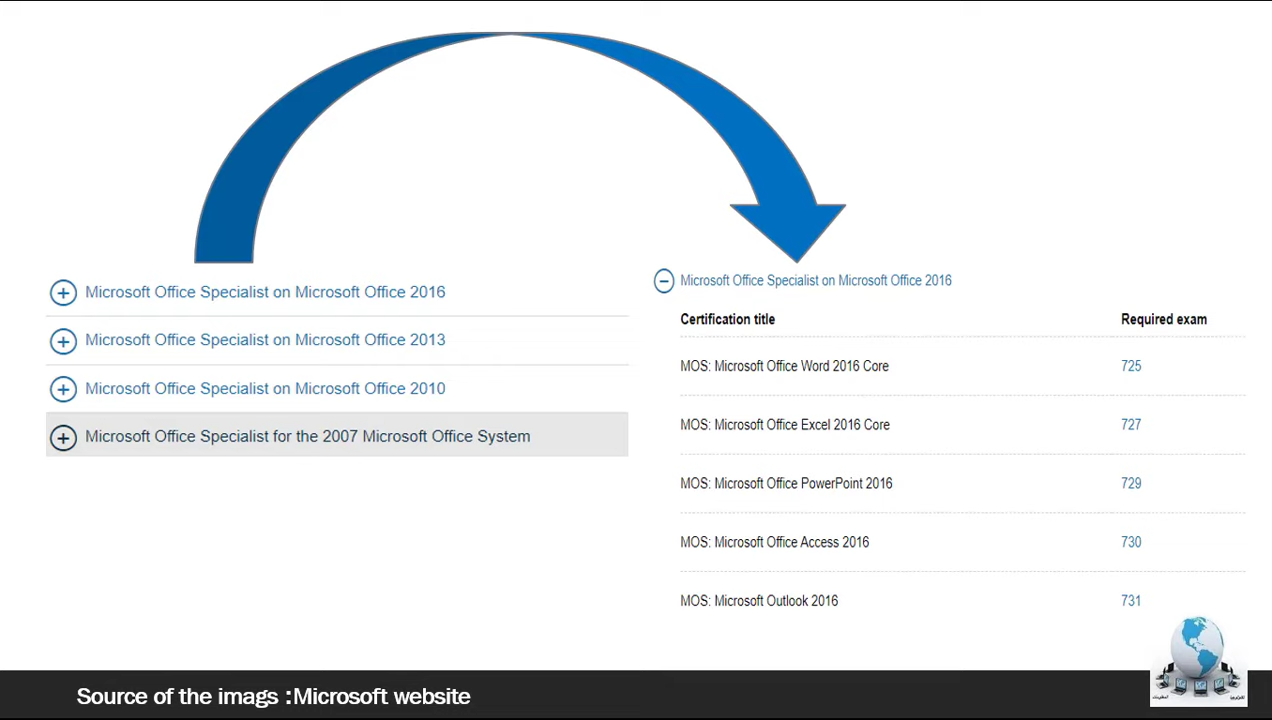 Microsoft Office Specialist on Microsoft Office 2016
Microsoft Office Specialist on Microsoft Office 2013
Microsoft Office Specialist on Microsoft Office 2010
Microsoft Office Specialist for the 2007 Microsoft Office System
Microsoft Office Specialist on Microsoft Office 2016
Certification title Required exam
MOS: Microsoft Office Word 2016 Core 725
MOS: Microsoft Office Excel 2016 Core 727
MOS: Microsoft Office PowerPoint 2016 729
MOS: Microsoft Office Access 2016 730
MOS: Microsoft Outlook 2016 731
Source of the imags :Microsoft website